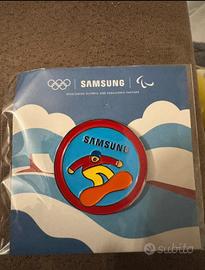 SAMSUNG
WORLDWIDE OLYMPIC AND PARALYMPIC PARTNER
SAMSUNG
subito